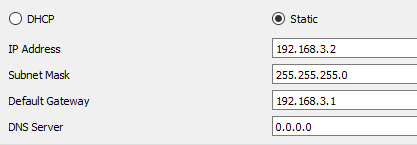 DHCP Static
IP Address 192.168.3.2
Subnet Mask 255.255.255.0
Default Gateway 192.168.3.1
DNS Server 0.0.0.0